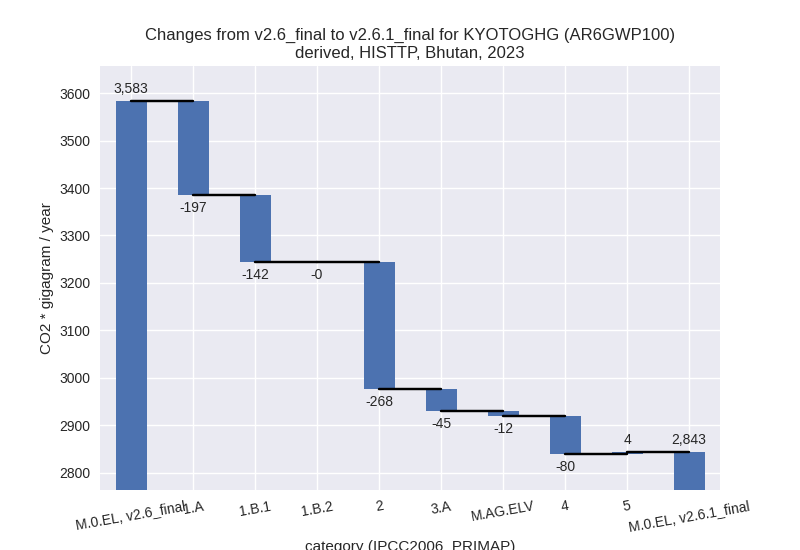 Changes from v2.6_final to v2.6.1_final for KYOTOGHG (AR6GWP100)
derived, HISTTP, Bhutan, 2023
CO2 * gigagram / year
3600
3500
3400
3300
3200
3100
3000
2900
2800
3,583
-197
-142
-0
-268
-45
-12
-80
4
2,843
M.0.EL, v2.6_final
1.A
1.B.1
1.B.2
2
3.A
M.AG.ELV
4
5
M.0.EL, v2.6.1_final
category (IPCC2006_PRIMAP)